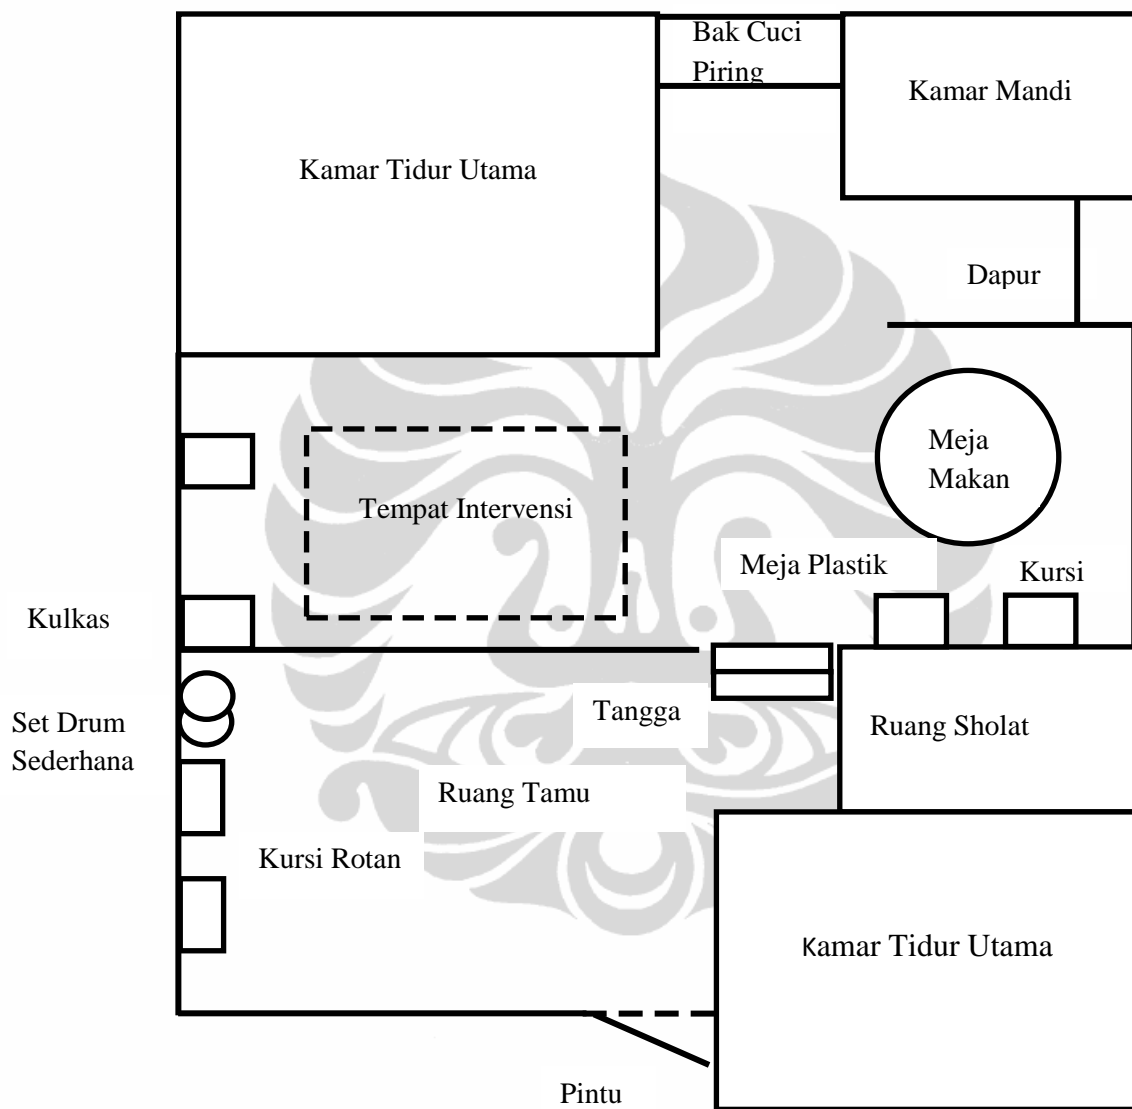 Bak Cuci
Piring
Kamar Mandi
Kamar Tidur Utama
Dapur
Meja
Makan
Tempat Intervensi
Meja Plastik
Kursi
Kulkas
Tangga
Set Drum
Sederhana
Ruang Sholat
Ruang Tamu
Kursi Rotan
Kamar Tidur Utama
Pintu